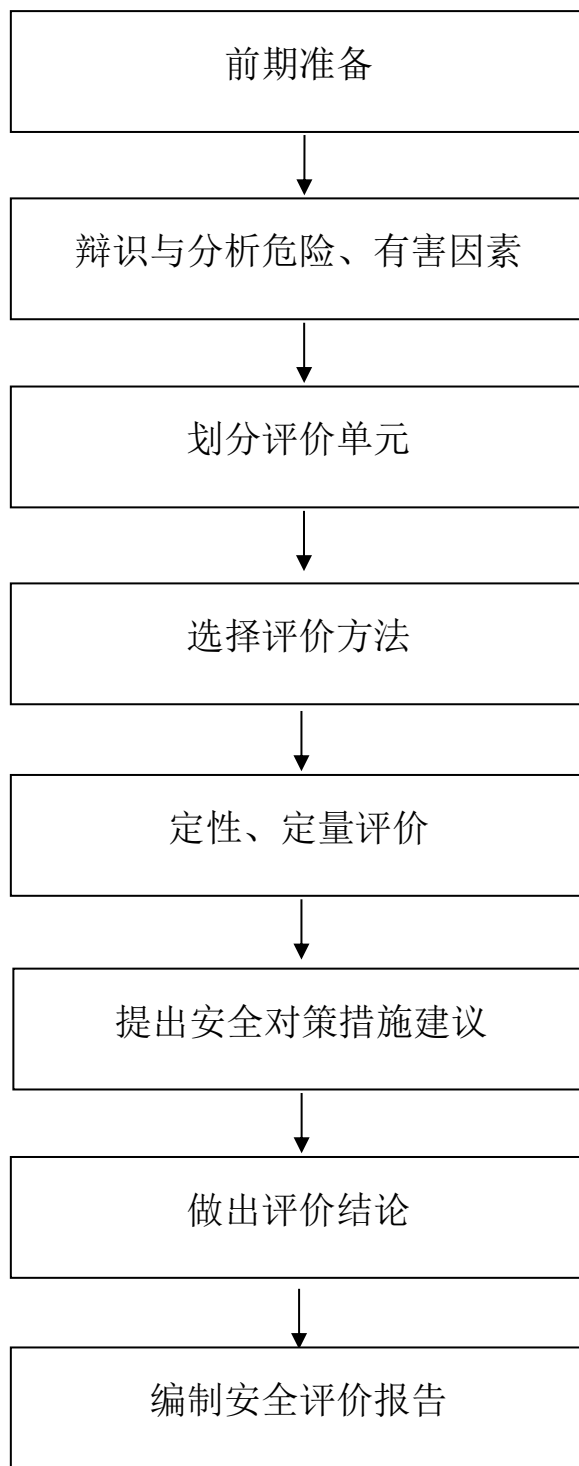 前期准备
辩识与分析危险、有害因素
划分评价单元
选择评价方法
定性、定量评价
提出安全对策措施建议
做出评价结论
编制安全评价报告